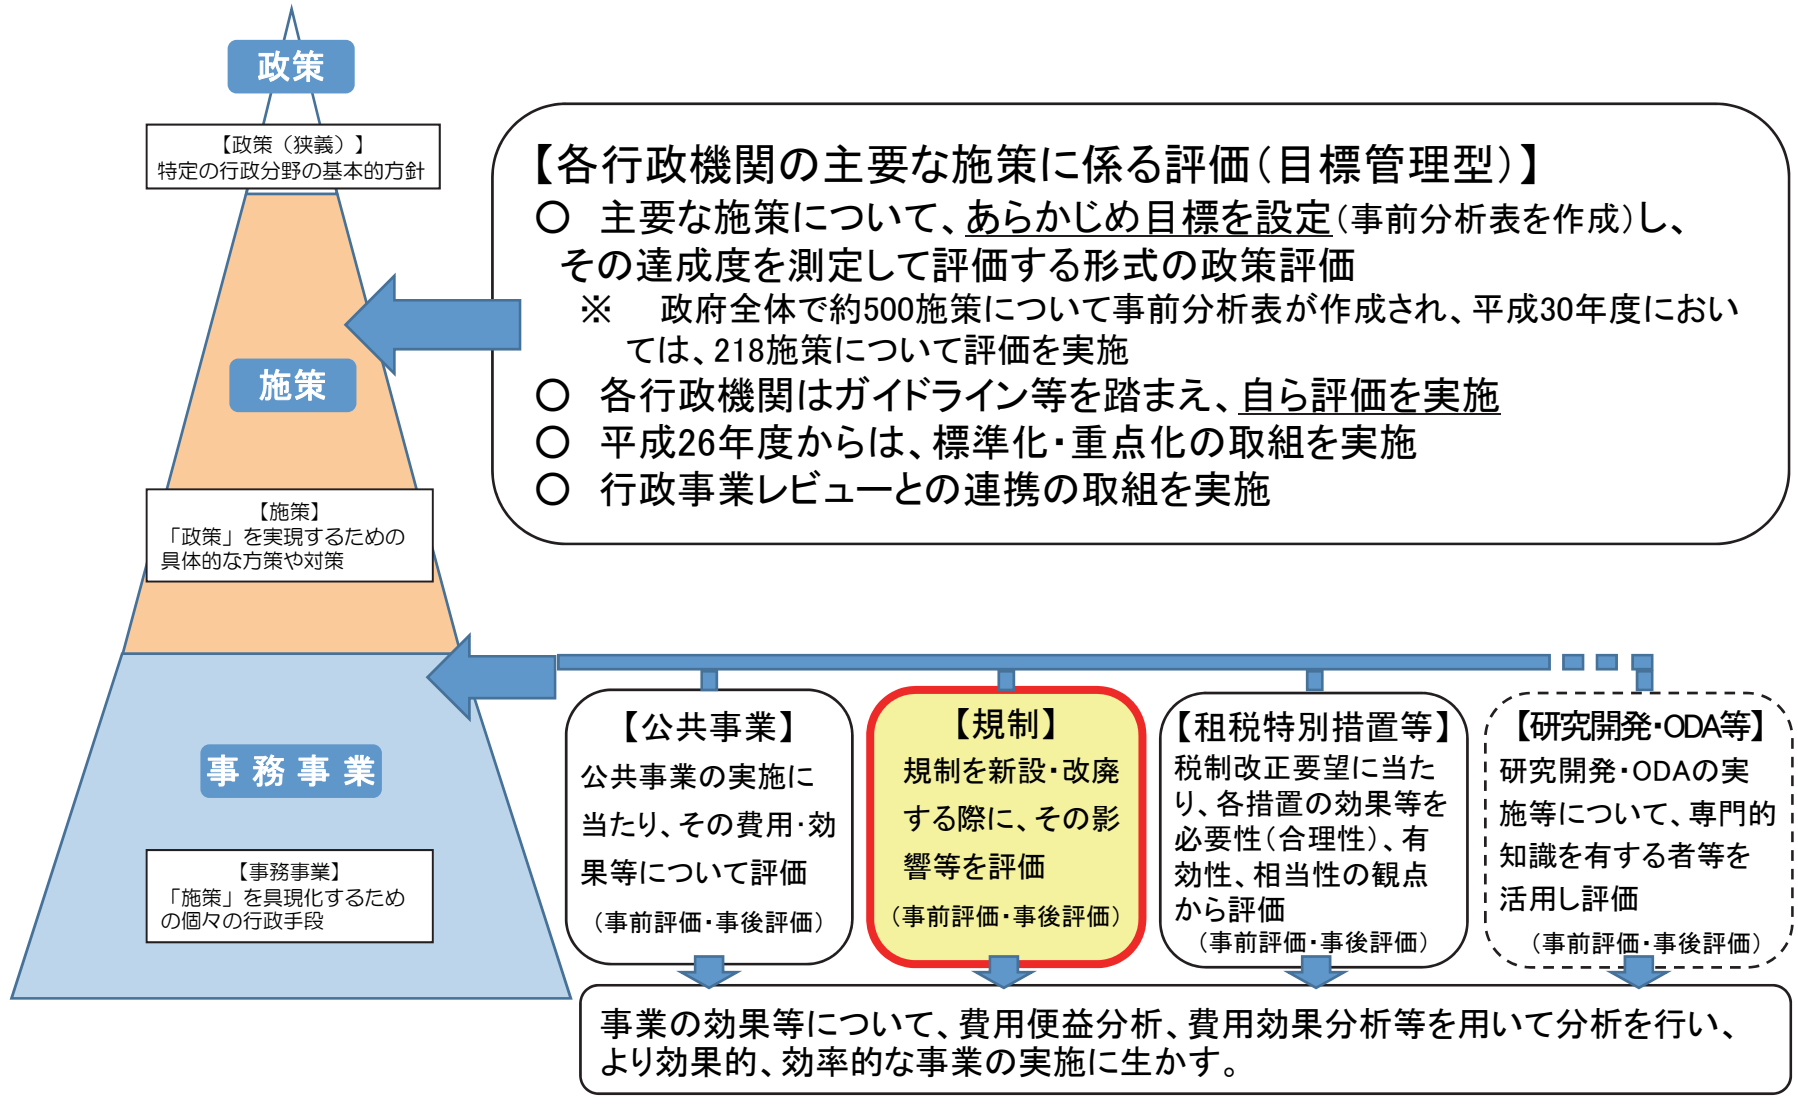 政策
【政策（狭義）】
特定の行政分野の基本的方針
【各行政機関の主要な施策に係る評価（目標管理型）】
○　主要な施策について、あらかじめ目標を設定（事前分析表を作成）し、
その達成度を測定して評価する形式の政策評価
※　政府全体で約500施策について事前分析表が作成され、平成30年度におい
ては、218施策について評価を実施
○　各行政機関はガイドライン等を踏まえ、自ら評価を実施
○　平成26年度からは、標準化・重点化の取組を実施
○　行政事業レビューとの連携の取組を実施
施策
【施策】
「政策」を実現するための
具体的な方策や対策
事務事業
【事務事業】
「施策」を具現化するため
の個々の行政手段
【公共事業】
公共事業の実施に
当たり、その費用・効
果等について評価
（事前評価・事後評価）
【規制】
規制を新設・改廃
する際に、その影
響等を評価
（事前評価・事後評価）
【租税特別措置等】
税制改正要望に当た
り、各措置の効果等を
必要性（合理性）、有
効性、相当性の観点
から評価
（事前評価・事後評価）
【研究開発・ODA等】
研究開発・ODAの実
施等について、専門的
知識を有する者等を
活用し評価
（事前評価・事後評価）
事業の効果等について、費用便益分析、費用効果分析等を用いて分析を行い、
より効果的、効率的な事業の実施に生かす。